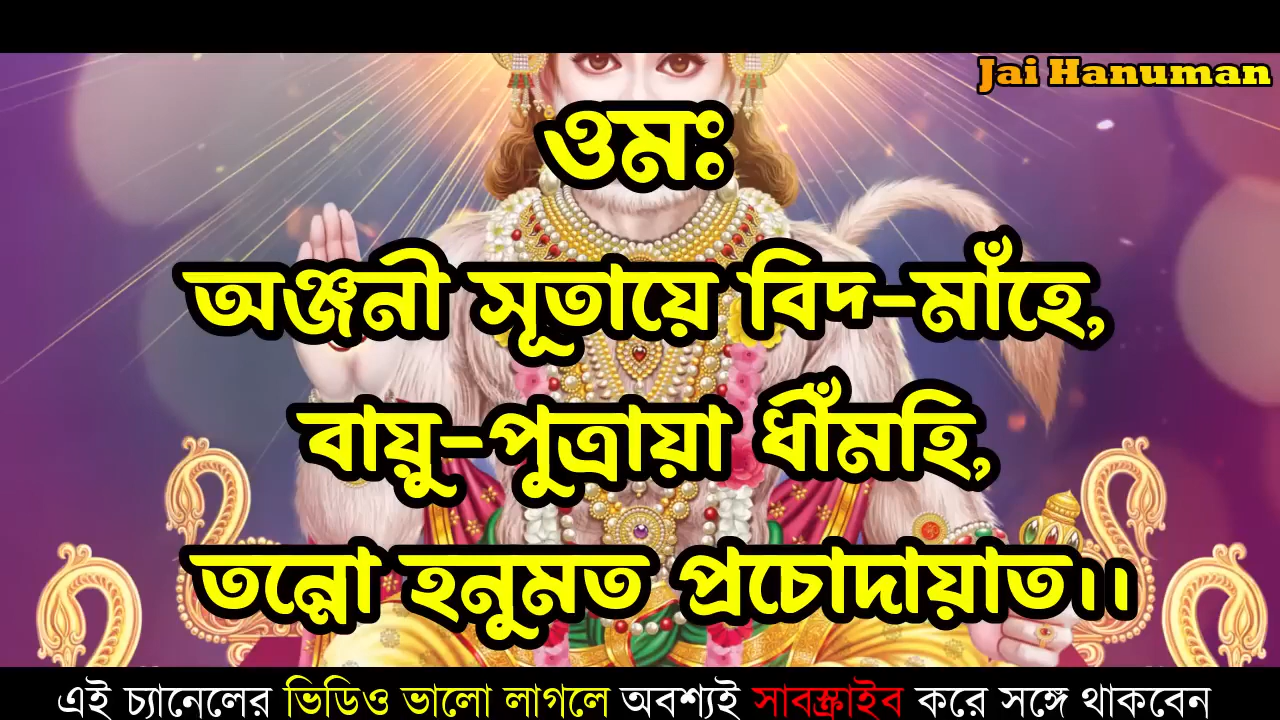 Jai Hanuman
ওমঃ
অঞ্জনী সূতায়ে বিদ-মাঁহে,
বায়ু-পুত্রায়া ধীঁমহি,
তন্নো হনুমত প্রচোদায়াত।।
এই চ্যানেলের ভিডিও ভালো লাগলে অবশ্যই সাবস্ক্রাইব করে সঙ্গে থাকবেন